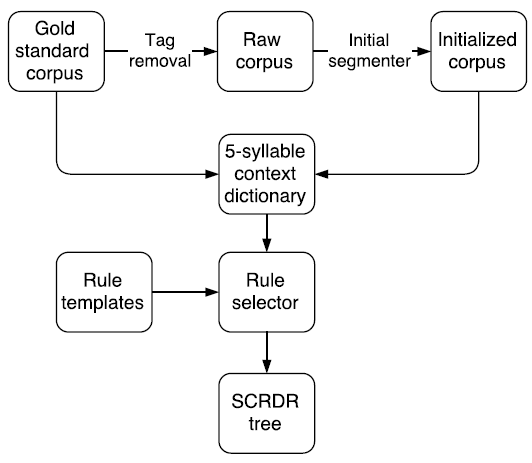 Gold
standard
corpus
Tag
removal
Raw
corpus
Initial
segmenter
Initialized
corpus
5-syllable
context
dictionary
Rule
templates
Rule
selector
SCRDR
tree